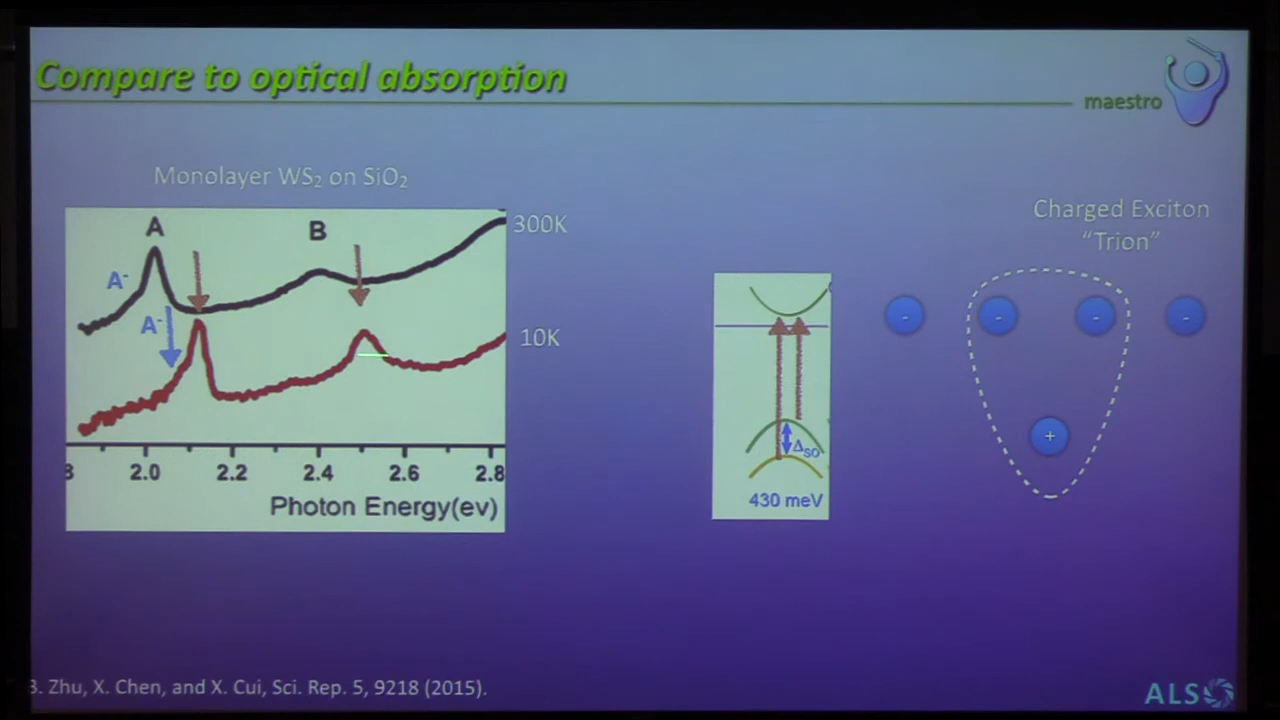 Compare to optical absorption
maestro
Monolayer WS₂ on SiO₂
A
B
300K
A⁻
A⁻
10K
2.0 2.2 2.4 2.6 2.8
Photon Energy(ev)
Δso
430 meV
Charged Exciton
“Trion”
- - - -
+
B. Zhu, X. Chen, and X. Cui, Sci. Rep. 5, 9218 (2015).
ALS